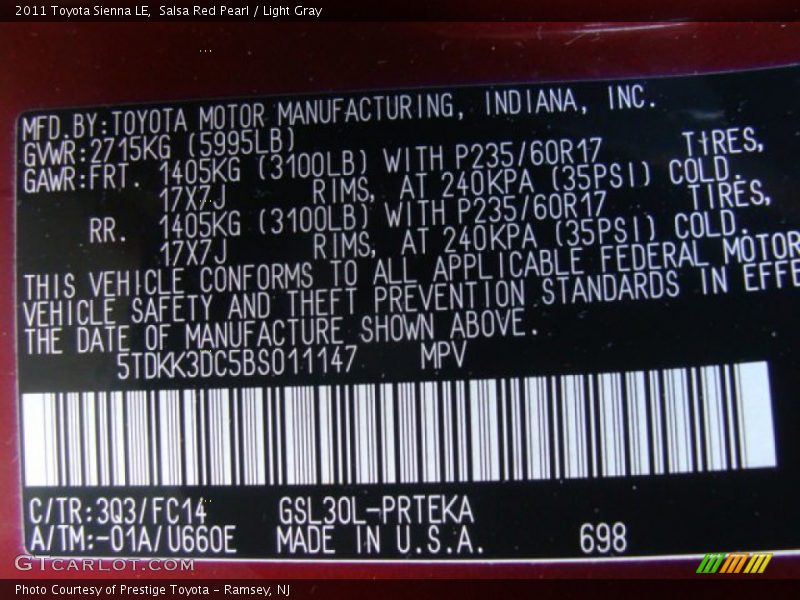 2011 Toyota Sienna LE,  Salsa Red Pearl / Light Gray
MFD.BY:TOYOTA MOTOR MANUFACTURING, INDIANA, INC.
GVWR:2715KG (5995LB)
GAWR:FRT. 1405KG (3100LB) WITH P235/60R17 TIRES,
17X7J RIMS, AT 240KPA (35PSI) COLD.
RR. 1405KG (3100LB) WITH P235/60R17 TIRES,
17X7J RIMS, AT 240KPA (35PSI) COLD.
THIS VEHICLE CONFORMS TO ALL APPLICABLE FEDERAL MOTOR
VEHICLE SAFETY AND THEFT PREVENTION STANDARDS IN EFFE
THE DATE OF MANUFACTURE SHOWN ABOVE.
5TDKK3DC5BS011147 MPV
C/TR:3Q3/FC14 GSL30L-PRTEKA
A/TM:-01A/U660E MADE IN U.S.A. 698
GTCARLOT.COM
Photo Courtesy of Prestige Toyota - Ramsey, NJ